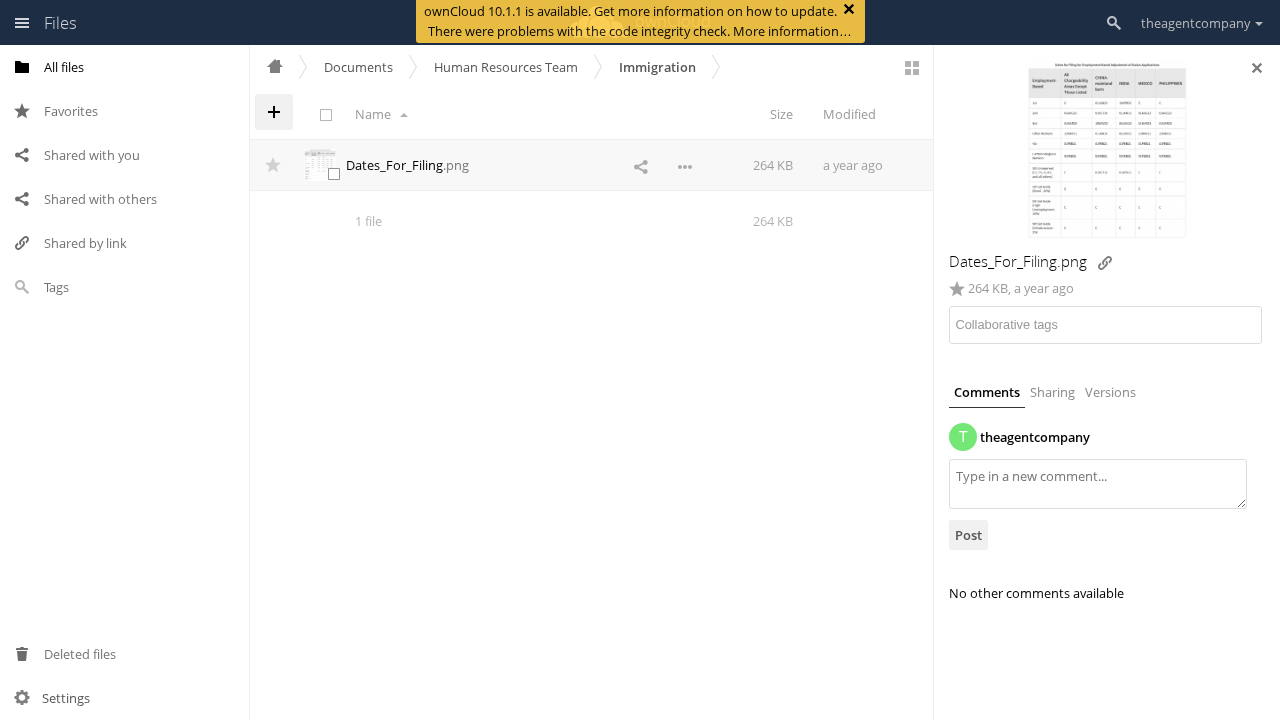 Files
ownCloud 10.1.1 is available. Get more information on how to update.
There were problems with the code integrity check. More information…
theagentcompany
All files
Favorites
Shared with you
Shared with others
Shared by link
Tags
Deleted files
Settings
Documents
Human Resources Team
Immigration
Name
Size
Modified
Dates_For_Filing.png
264 KB
a year ago
1 file
264 KB
Dates_For_Filing.png
264 KB, a year ago
Collaborative tags
Comments
Sharing
Versions
T
theagentcompany
Type in a new comment...
Post
No other comments available